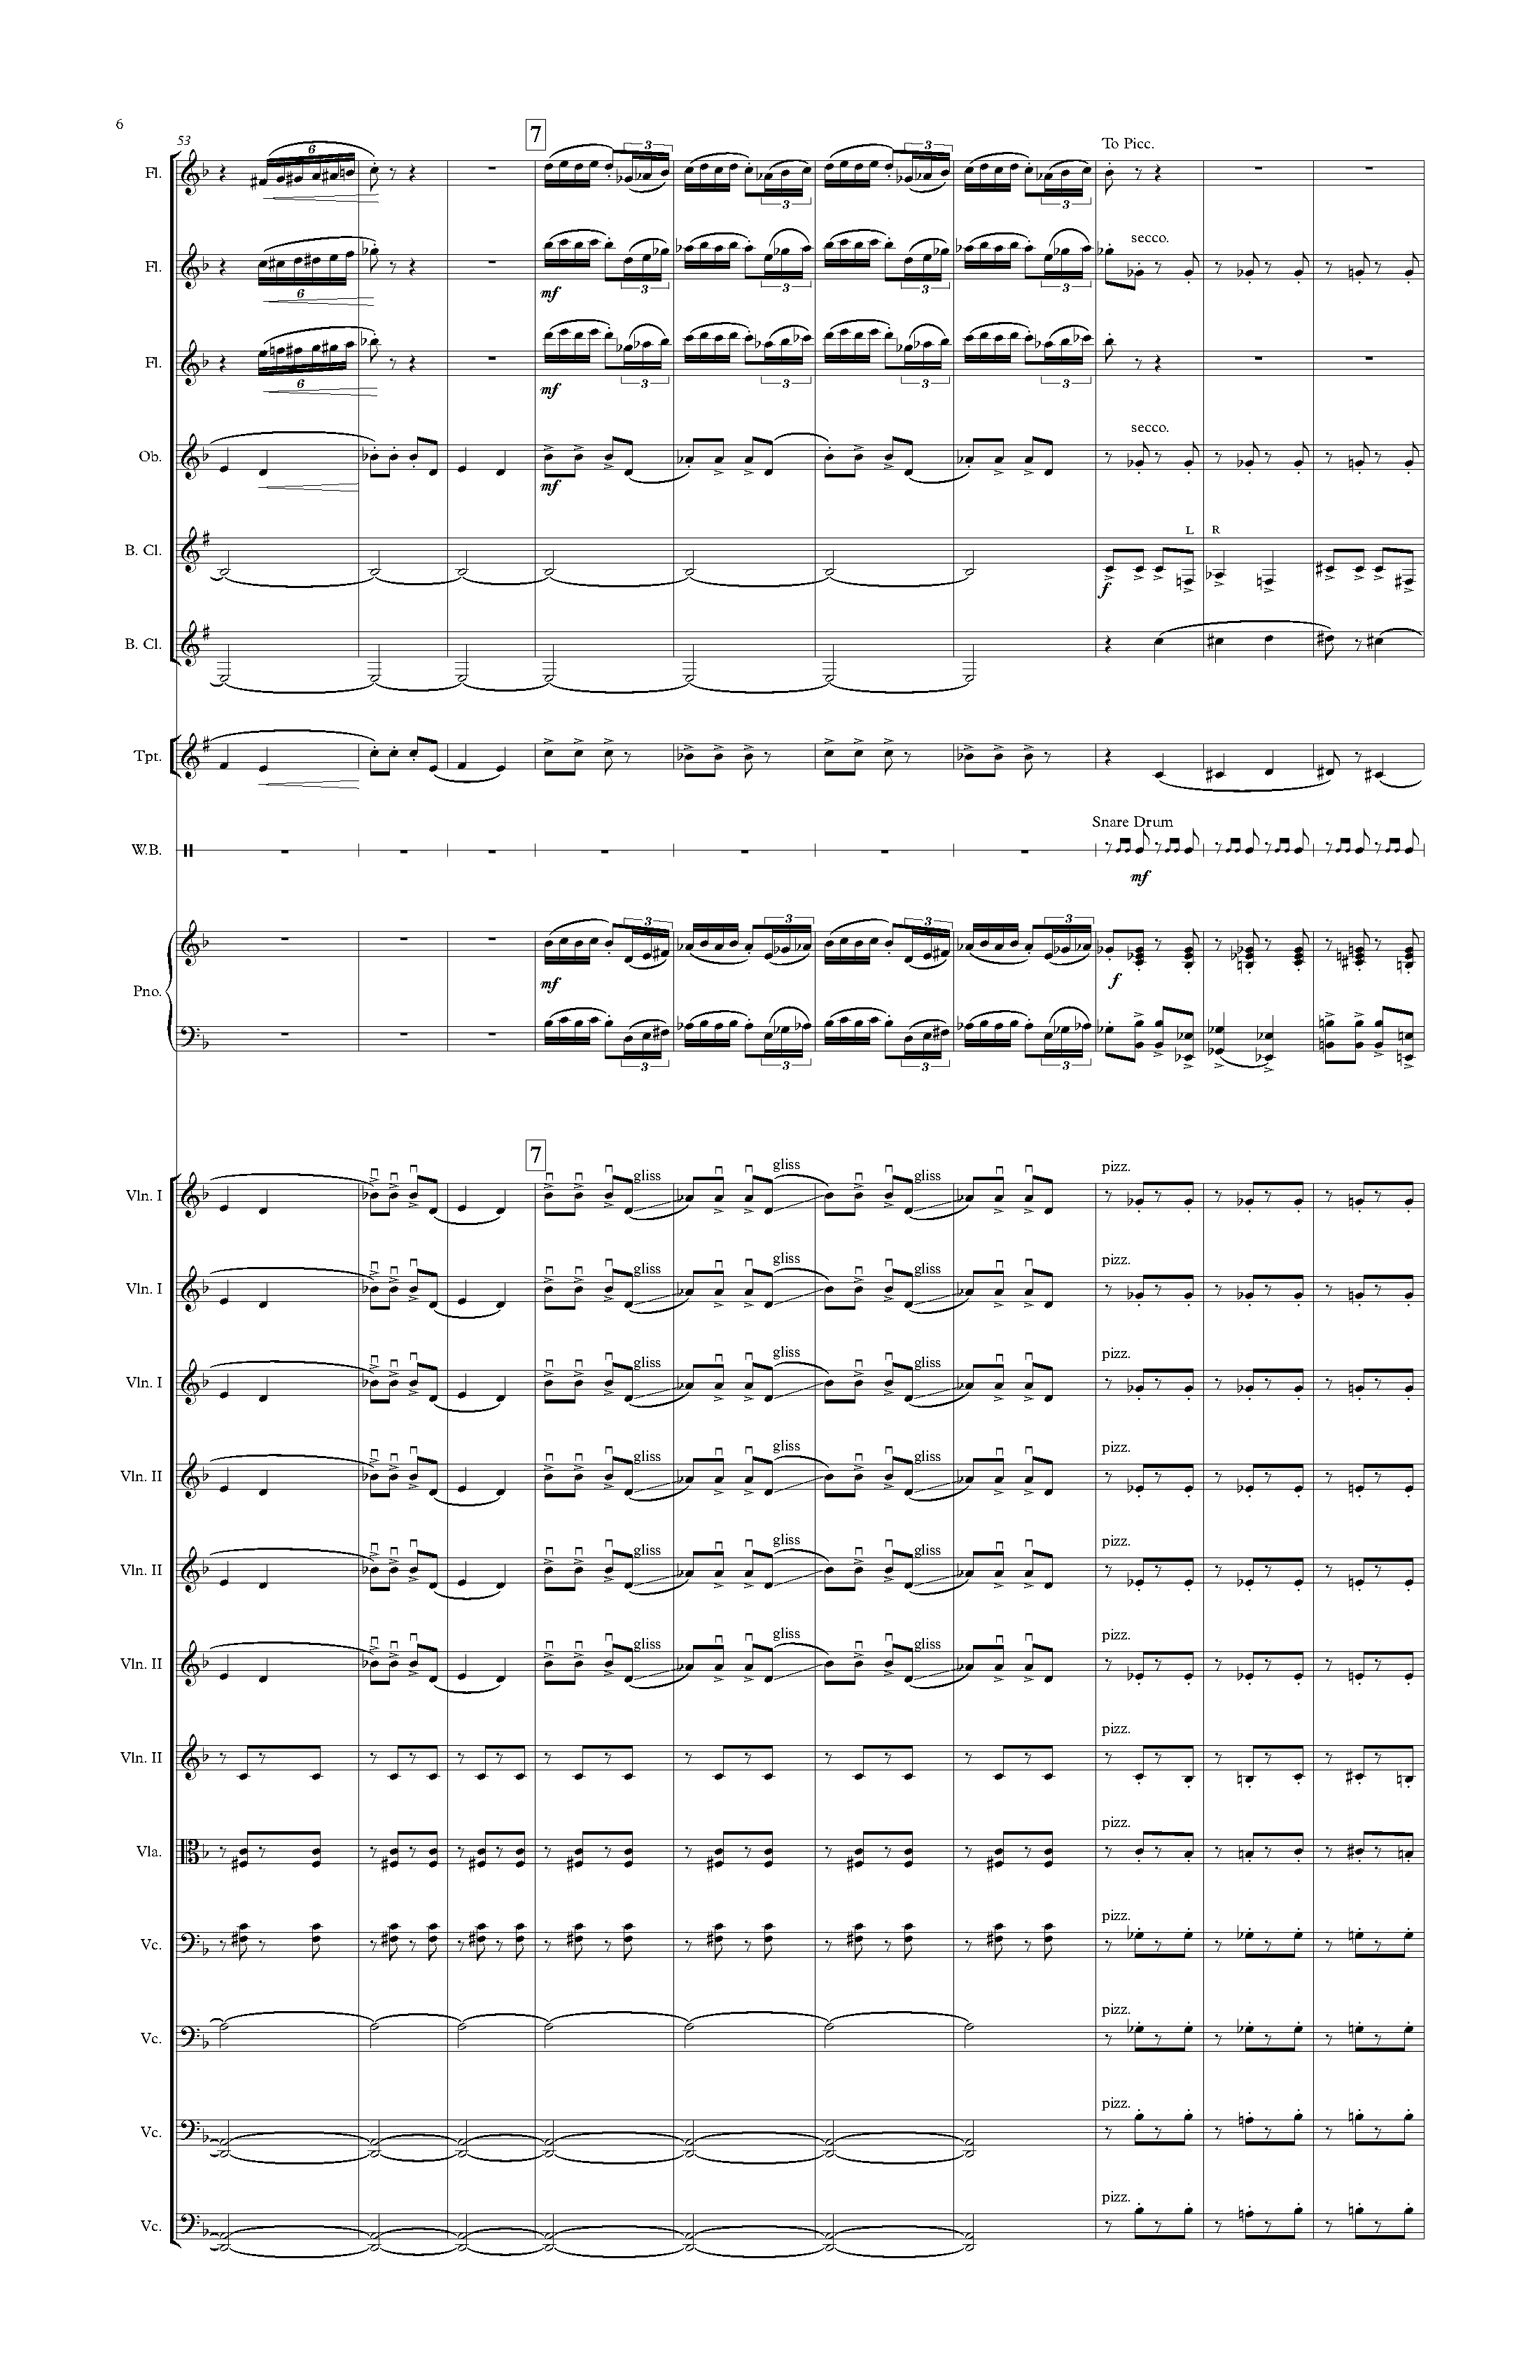 6
53
7
To Picc.
Fl.
6
3
3
3
3
secco.
Fl.
6
mf
3
3
3
3
Fl.
6
mf
3
3
3
3
secco.
Ob.
mf
L R
B. Cl.
f
B. Cl.
Tpt.
Snare Drum
W.B.
mf
3
3
3
3
mf
f
Pno.
3
3
3
3
7
gliss gliss gliss pizz.
Vln. I
gliss gliss gliss pizz.
Vln. I
gliss gliss gliss pizz.
Vln. I
gliss gliss gliss pizz.
Vln. II
gliss gliss gliss pizz.
Vln. II
gliss gliss gliss pizz.
Vln. II
pizz.
Vln. II
pizz.
Vla.
pizz.
Vc.
pizz.
Vc.
pizz.
Vc.
pizz.
Vc.